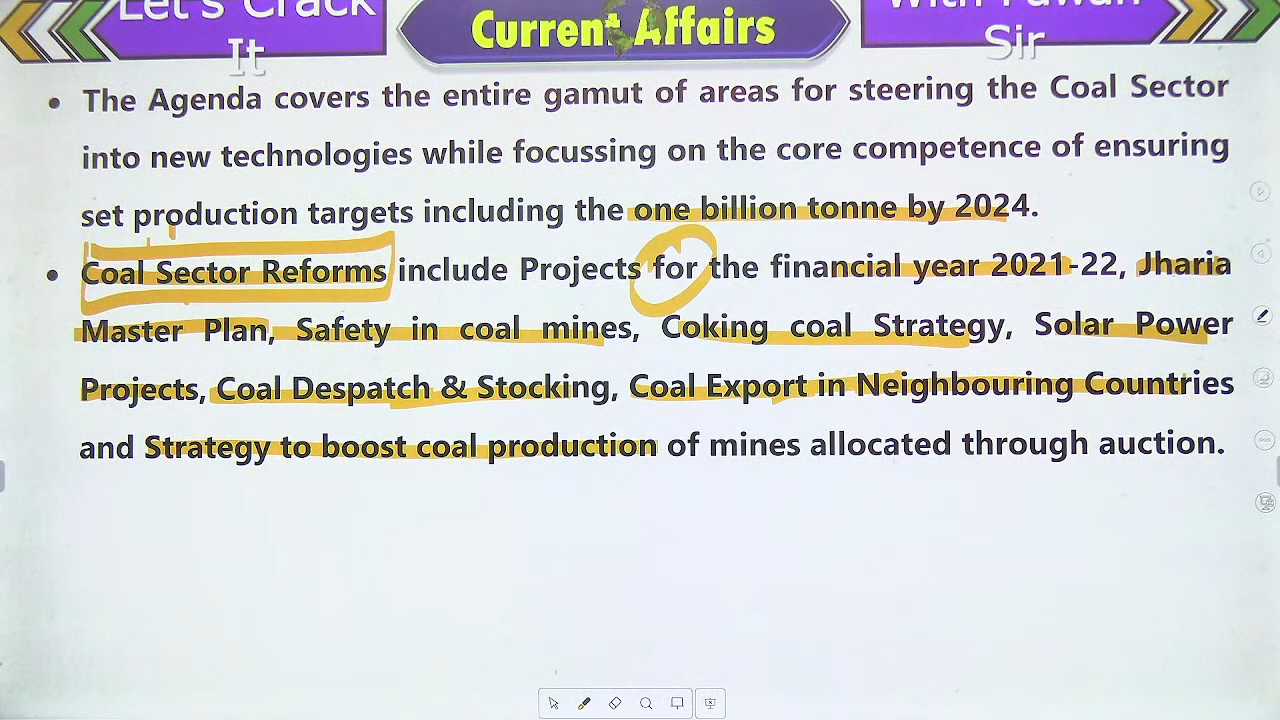 Let's Crack It
Current Affairs
With Pawan Sir
• The Agenda covers the entire gamut of areas for steering the Coal Sector
into new technologies while focussing on the core competence of ensuring
set production targets including the one billion tonne by 2024.
• Coal Sector Reforms include Projects for the financial year 2021-22, Jharia
Master Plan, Safety in coal mines, Coking coal Strategy, Solar Power
Projects, Coal Despatch & Stocking, Coal Export in Neighbouring Countries
and Strategy to boost coal production of mines allocated through auction.